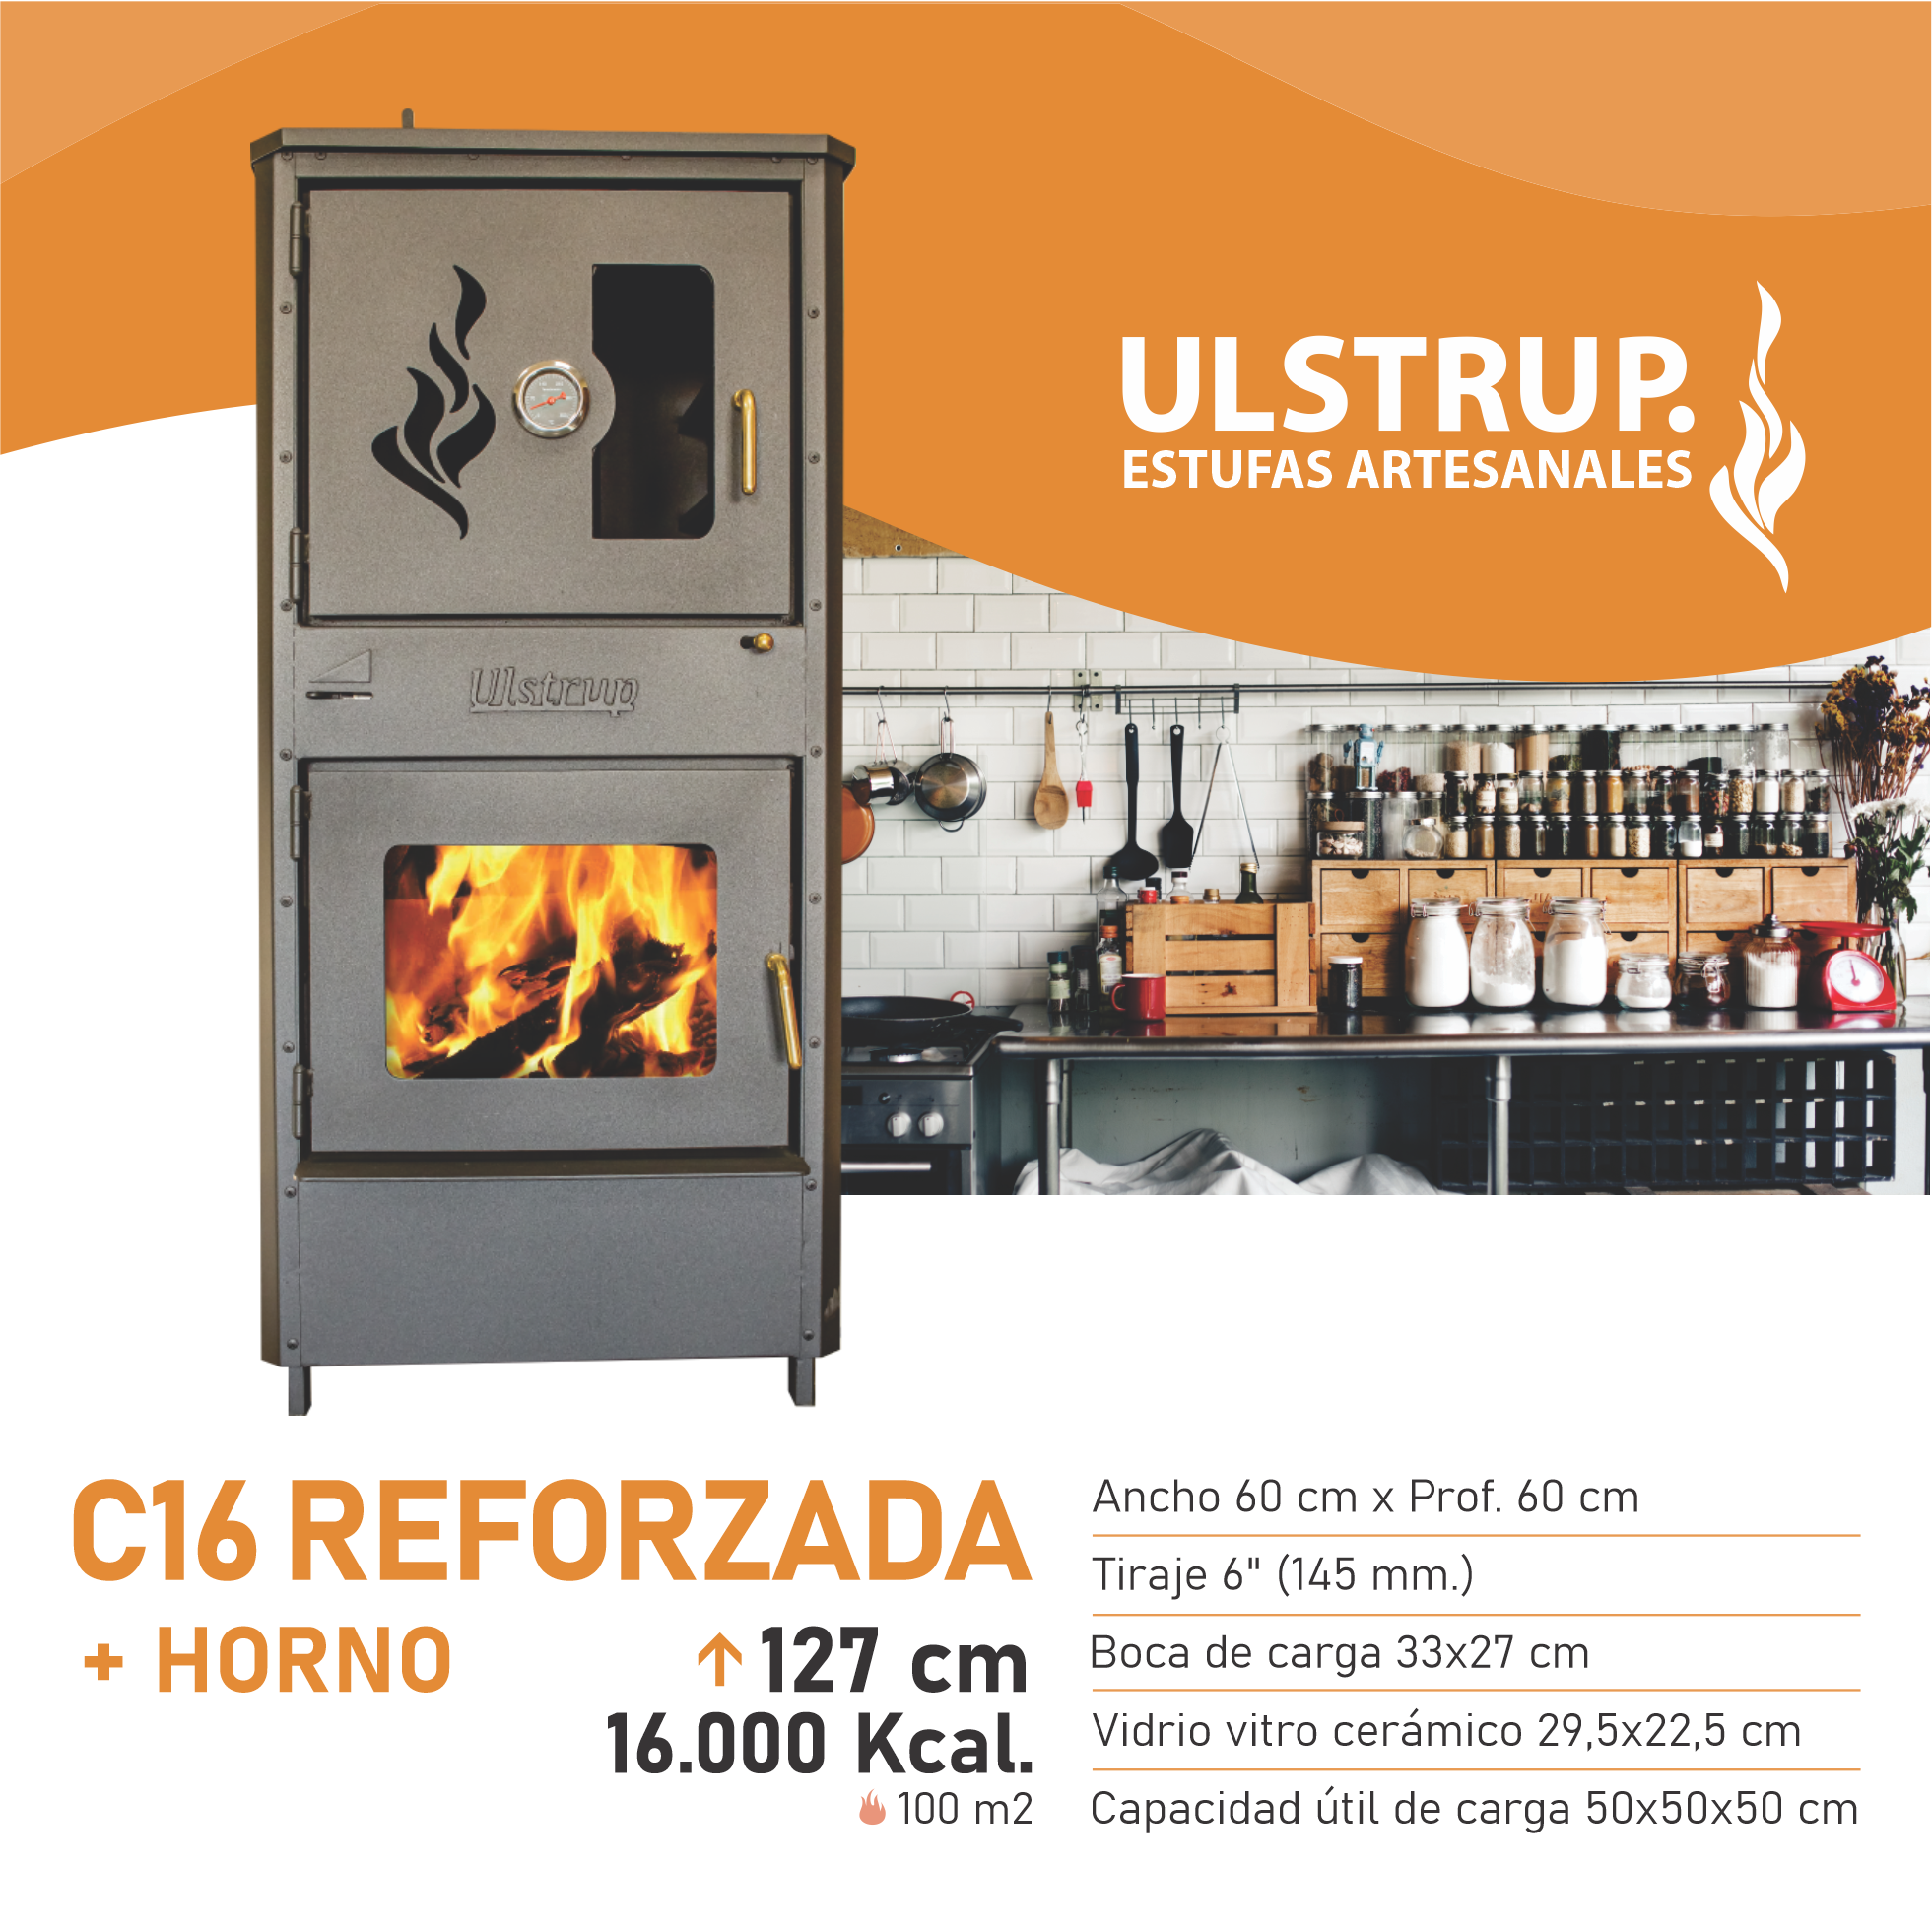 ULSTRUP.
ESTUFAS ARTESANALES
Ulstrup
C16 REFORZADA
+ HORNO
127 cm
16.000 Kcal.
100 m2
Ancho 60 cm x Prof. 60 cm
Tiraje 6" (145 mm.)
Boca de carga 33x27 cm
Vidrio vitro cerámico 29,5x22,5 cm
Capacidad útil de carga 50x50x50 cm